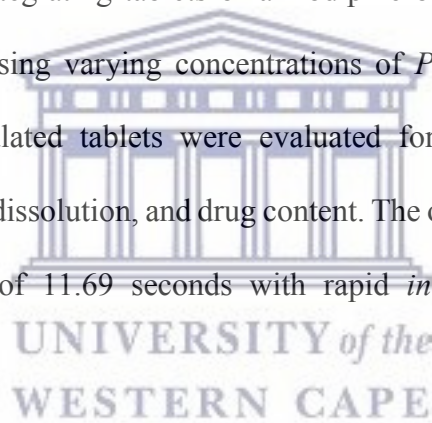 sing varying concentrations of P
lated tablets were evaluated for
dissolution, and drug content. The
of 11.69 seconds with rapid in
UNIVERSITY of the
WESTERN CAPE